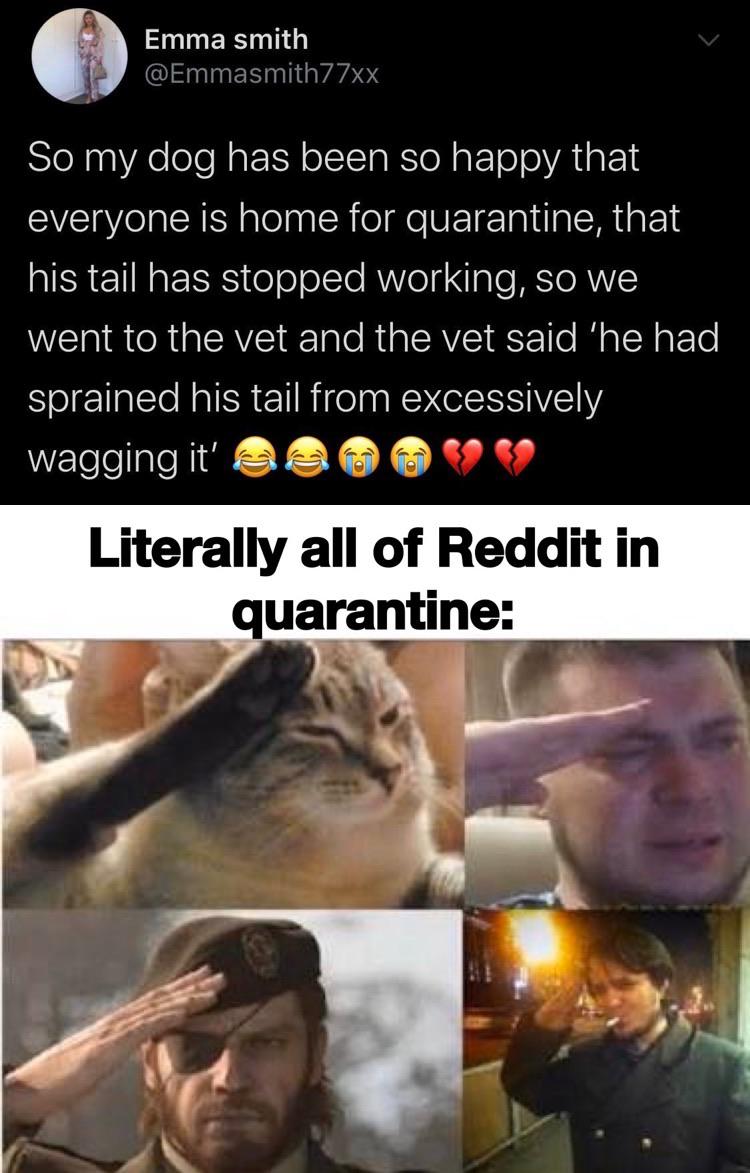 Emma smith
@Emmasmith77xx
So my dog has been so happy that
everyone is home for quarantine, that
his tail has stopped working, so we
went to the vet and the vet said ‘he had
sprained his tail from excessively
wagging it’ 😂😂😭😭💔💔
Literally all of Reddit in
quarantine: